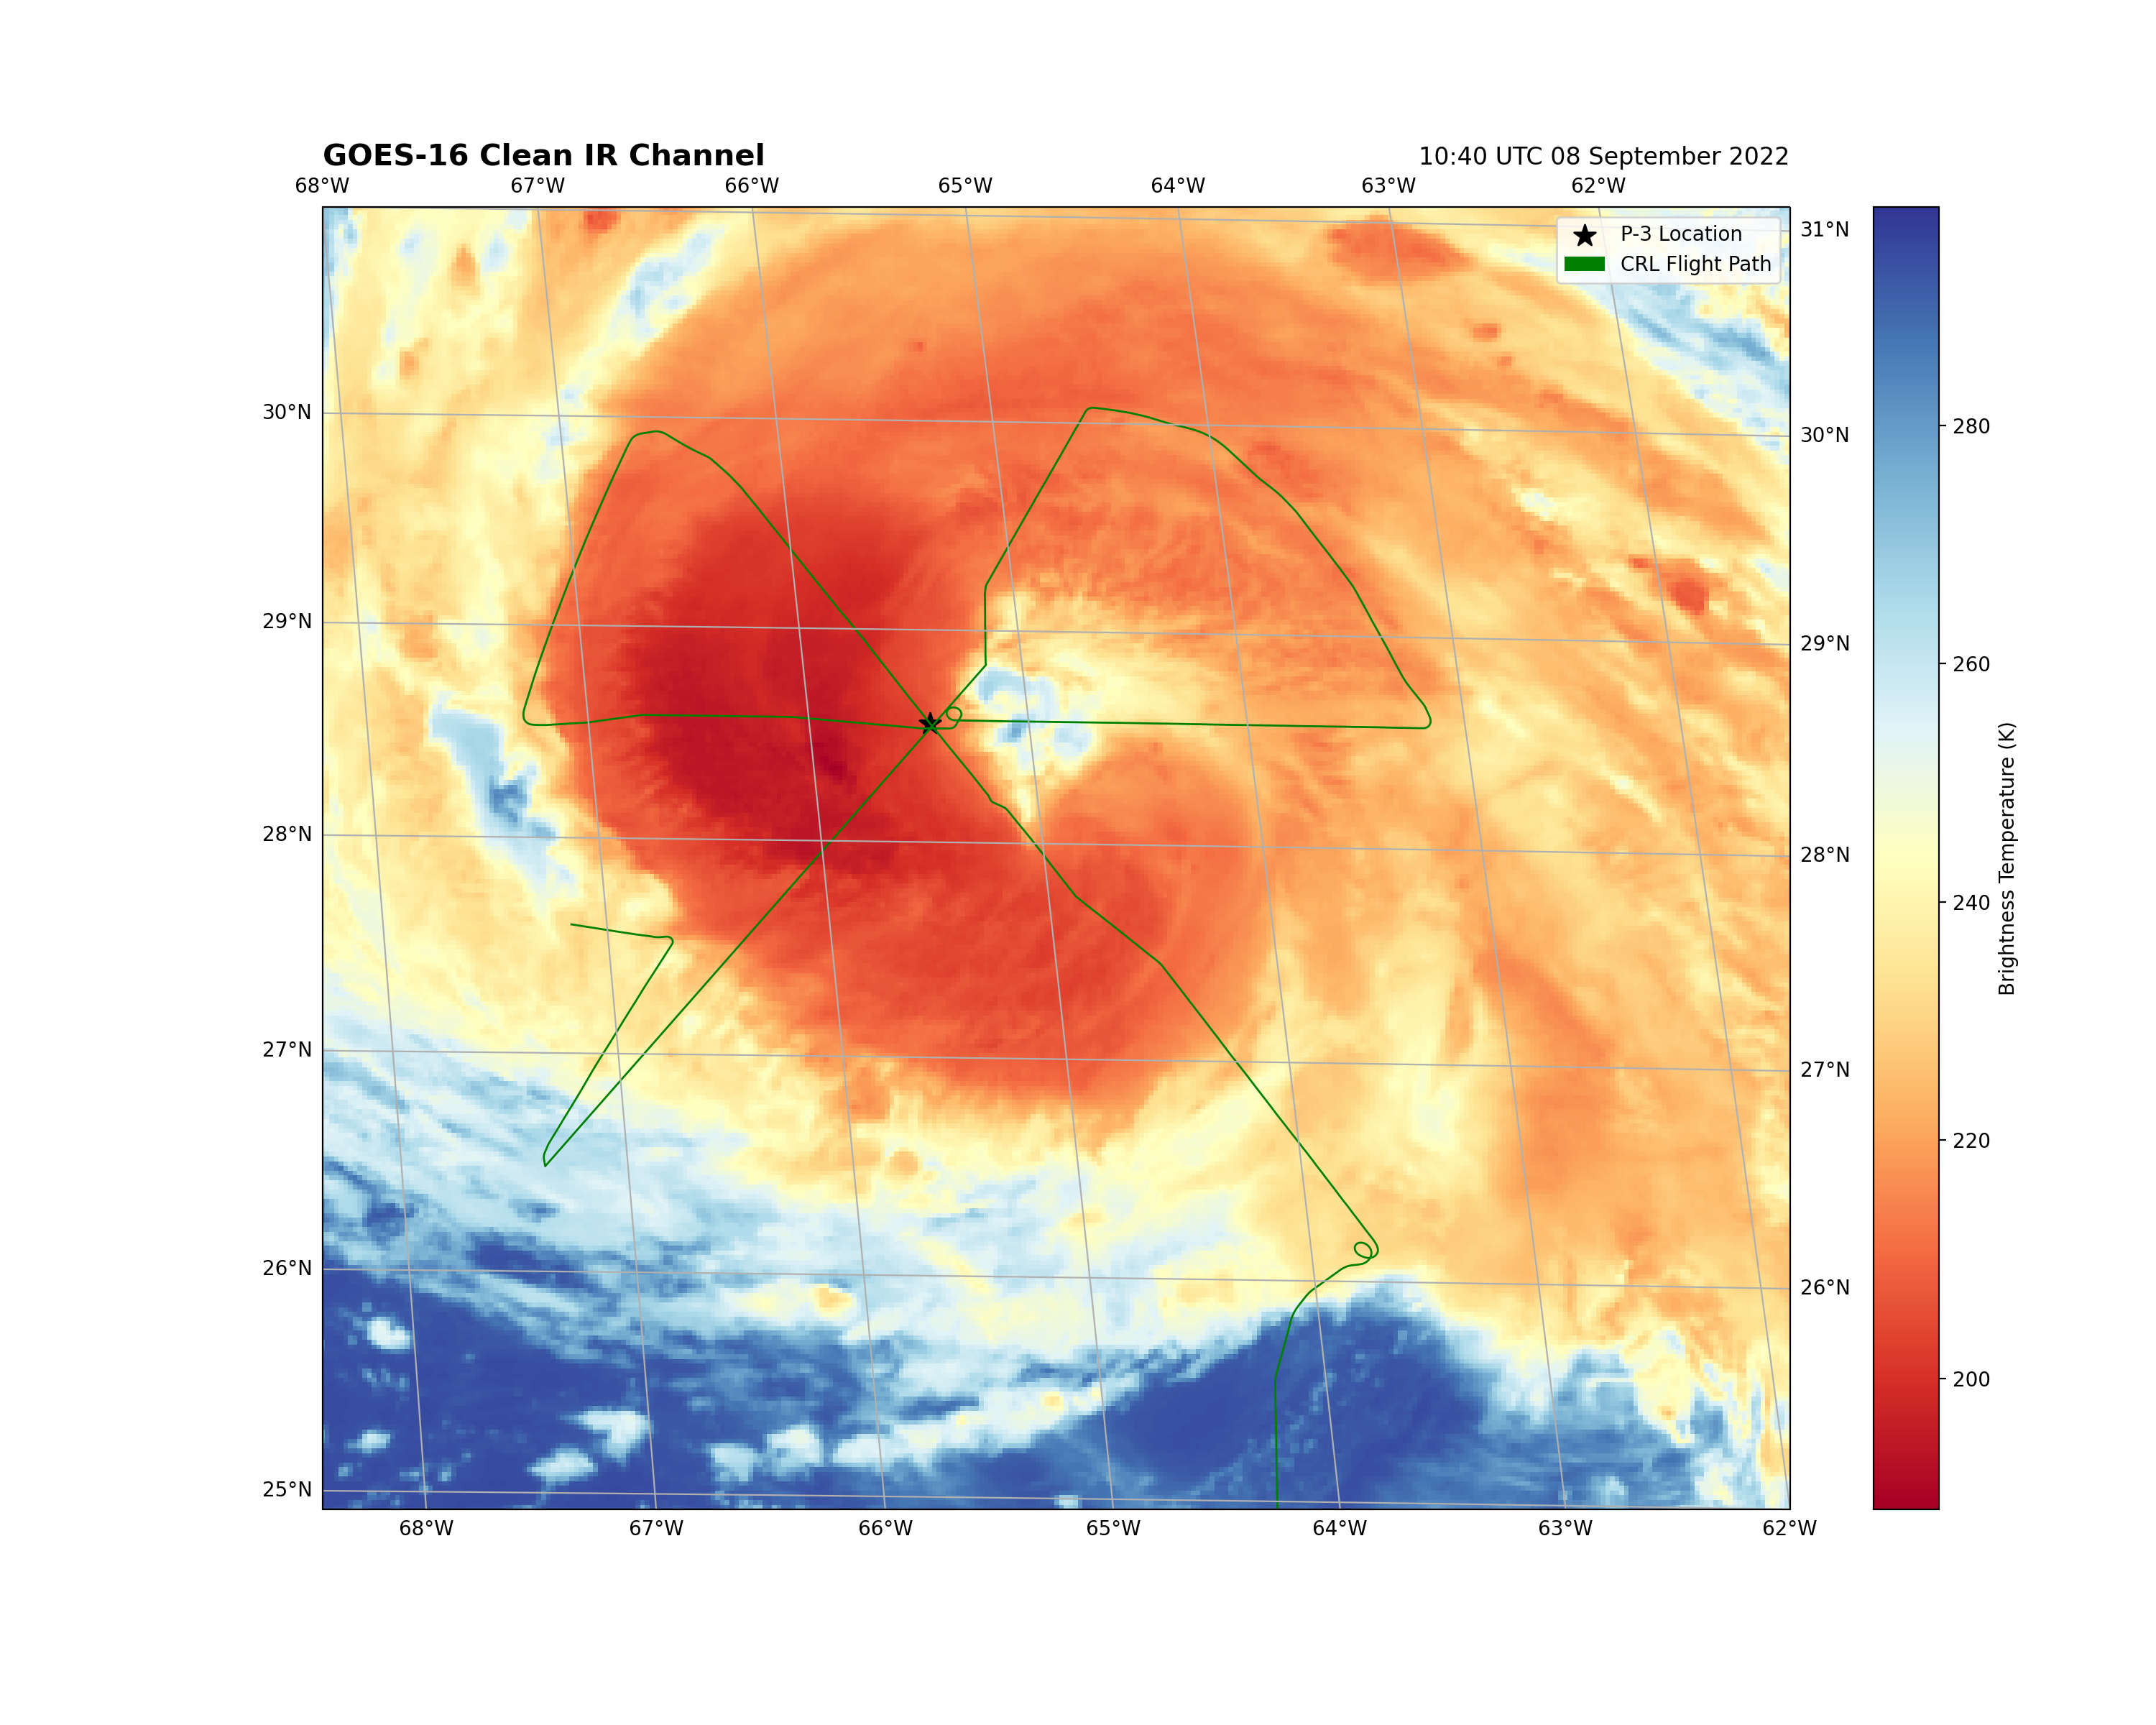 GOES-16 Clean IR Channel
10:40 UTC 08 September 2022
68°W 67°W 66°W 65°W 64°W 63°W 62°W
P-3 Location
CRL Flight Path
31°N
30°N
30°N
29°N
29°N
28°N
28°N
27°N
27°N
26°N
26°N
25°N
68°W 67°W 66°W 65°W 64°W 63°W 62°W
280
260
240
220
200
Brightness Temperature (K)